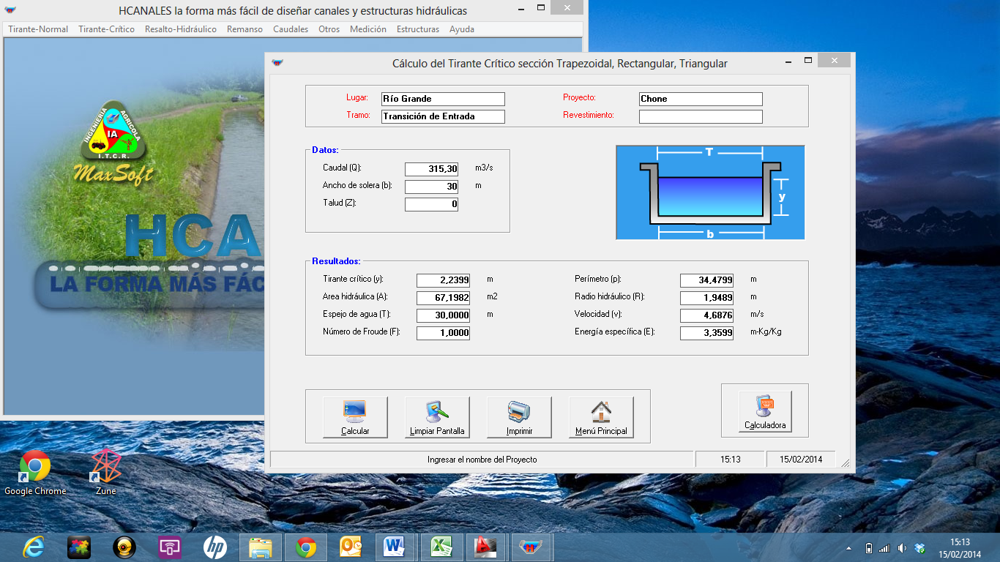 HCANALES la forma más fácil de diseñar canales y estructuras hidráulicas
Tirante-Normal Tirante-Crítico Resalto-Hidráulico Remanso Caudales Otros Medición Estructuras Ayuda
INGENIERIA AGRICOLA
IA
I.T.C.R.
MaxSoft
HCA
LA FORMA MÁS FÁC
Cálculo del Tirante Crítico sección Trapezoidal, Rectangular, Triangular
Lugar: Río Grande Proyecto: Chone
Tramo: Transición de Entrada Revestimiento:
Datos:
Caudal (Q): 315,30 m3/s
Ancho de solera (b): 30 m
Talud (Z): 0
T
y
b
Resultados:
Tirante crítico (y): 2,2399 m Perímetro (p): 34,4799 m
Area hidráulica (A): 67,1982 m2 Radio hidráulico (R): 1,9489 m
Espejo de agua (T): 30,0000 m Velocidad (v): 4,6876 m/s
Número de Froude (F): 1,0000 Energía específica (E): 3,3599 m-Kg/Kg
Calcular Limpiar Pantalla Imprimir Menú Principal Calculadora
Ingresar el nombre del Proyecto 15:13 15/02/2014
Google Chrome Zune
15:13
15/02/2014